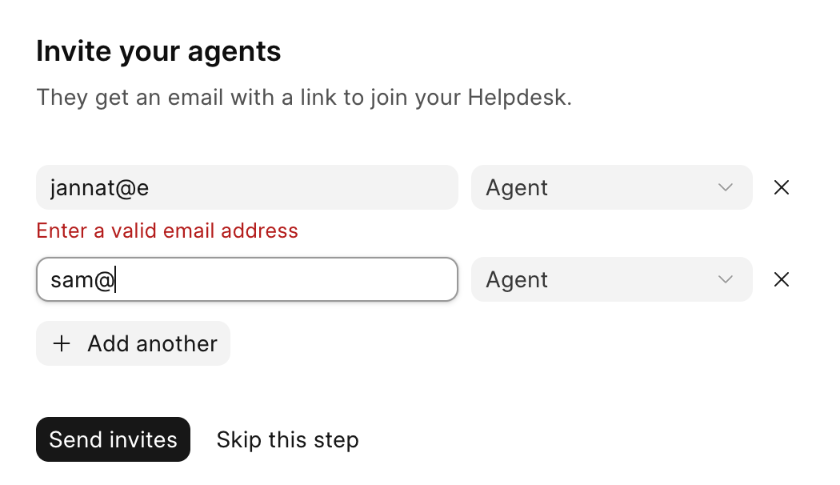 Invite your agents
They get an email with a link to join your Helpdesk.
jannat@e Agent
Enter a valid email address
sam@ Agent
Add another
Send invites Skip this step